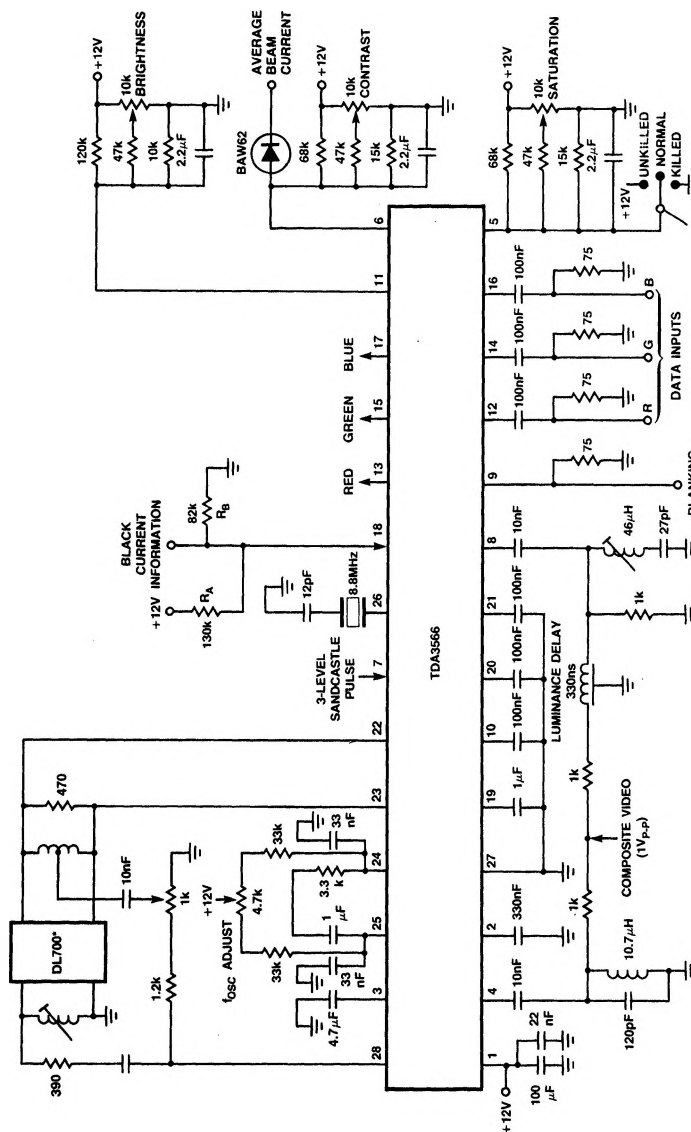 DL700*
470
10nF
1k
1.2k
390
28
22
23
+12V
fOSC ADJUST
4.7k
33k
33k
3.3
k
1
μF
33
nF
33
nF
4.7μF
3
25
24
3-LEVEL
SANDCASTLE
PULSE
7
26
12pF
8.8MHz
BLACK
CURRENT
INFORMATION
+12V
RA
130k
82k
RB
18
RED
13
GREEN
15
BLUE
17
11
120k
+12V
10k
BRIGHTNESS
47k
10k
2.2μF
AVERAGE
BEAM
CURRENT
BAW62
6
68k
+12V
10k
CONTRAST
47k
15k
2.2μF
TDA3566
1
+12V
100
μF
22
nF
4
10nF
120pF
10.7μH
1k
COMPOSITE VIDEO
(1VP-P)
1k
2
330nF
27
19
1μF
10
100nF
20
100nF
21
100nF
LUMINANCE DELAY
330ns
1k
8
10nF
46μH
27pF
9
75
BLANKING
12
100nF
75
R
14
100nF
75
G
16
100nF
75
B
DATA INPUTS
5
68k
+12V
10k
SATURATION
47k
15k
2.2μF
+12V
UNKILLED
NORMAL
KILLED